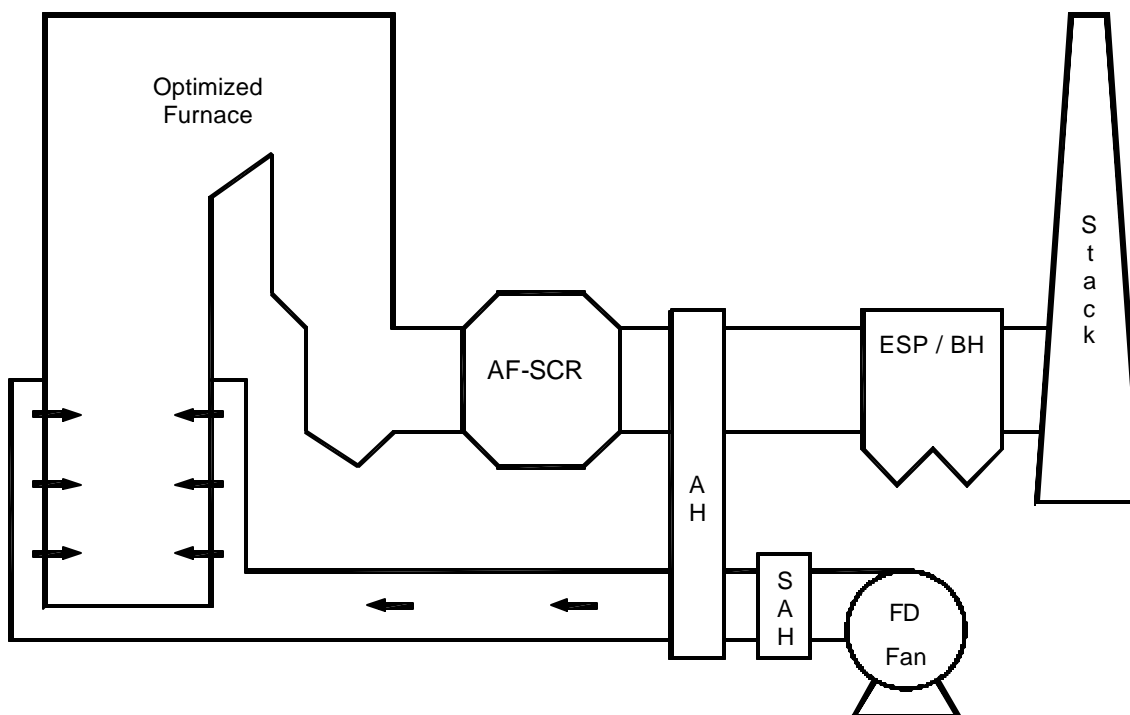 Optimized
Furnace
AF-SCR
A
H
S
A
H
FD
Fan
ESP / BH
S
t
a
c
k